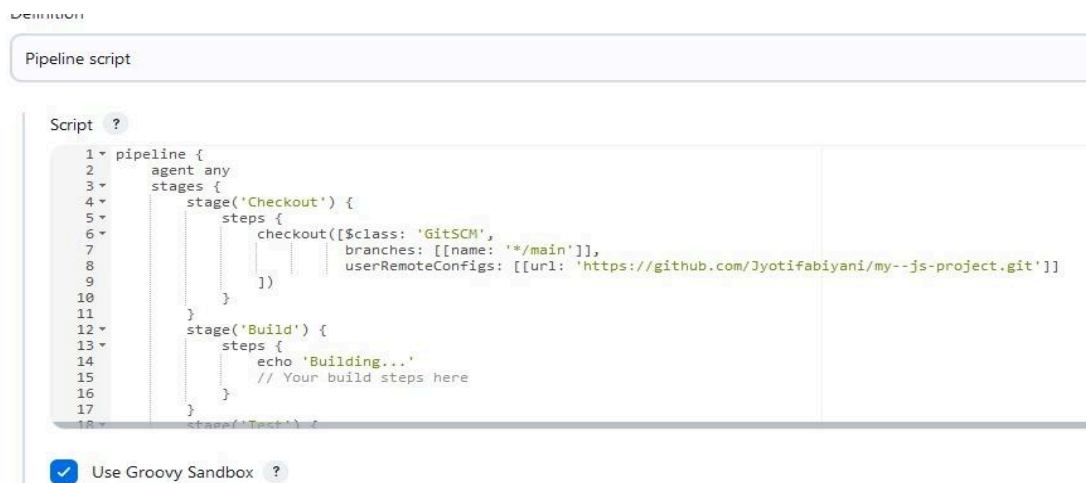 Definition
Pipeline script
Script ?
1 pipeline {
2 agent any
3 stages {
4 stage('Checkout') {
5 steps {
6 checkout([$class: 'GitSCM',
7 branches: [[name: '*/main']],
8 userRemoteConfigs: [[url: 'https://github.com/Jyotifabiyani/my--js-project.git']]
9 ])
10 }
11 }
12 stage('Build') {
13 steps {
14 echo 'Building...'
15 // Your build steps here
16 }
17 }
18 stage('Test') {
Use Groovy Sandbox ?